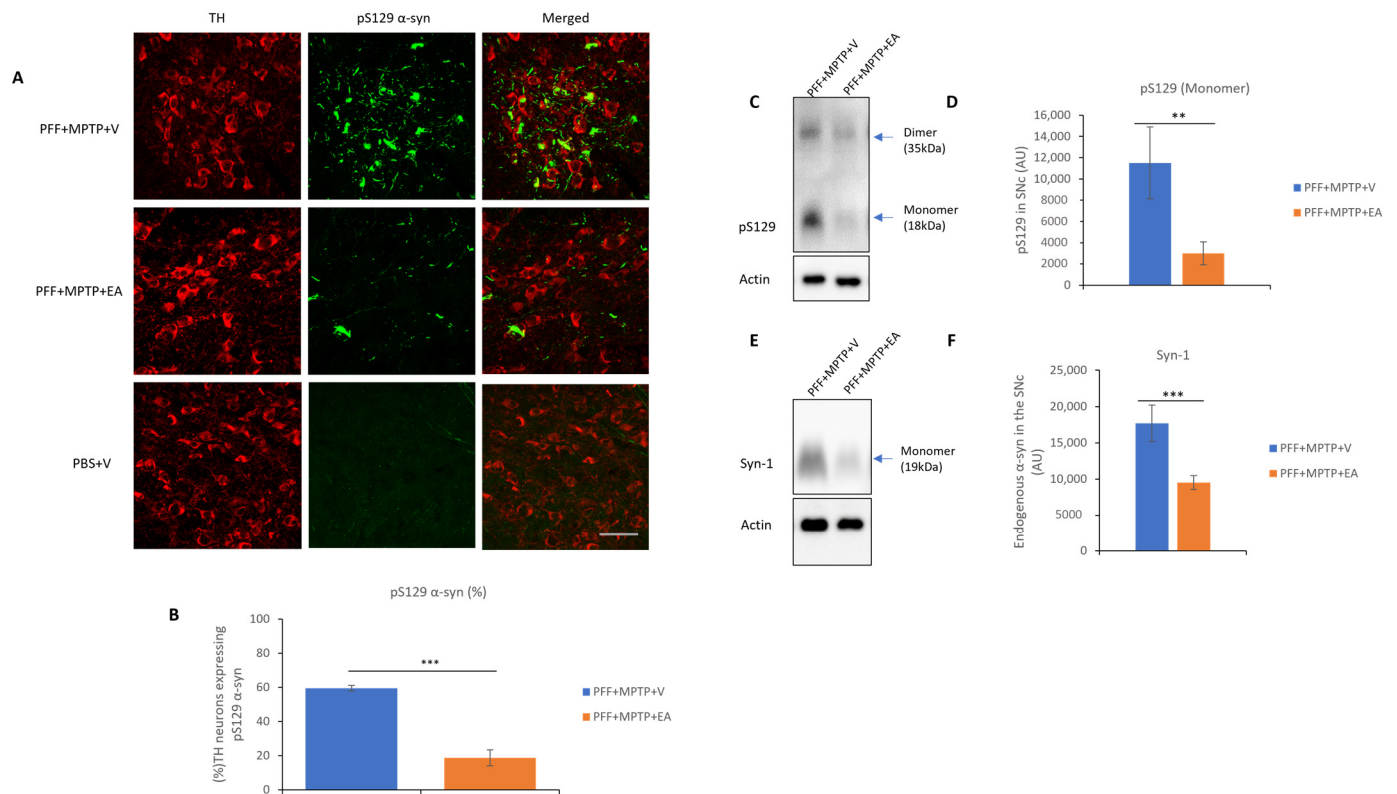 TH
pS129 α-syn
Merged
A
PFF+MPTP+V
PFF+MPTP+EA
PBS+V
B
pS129 α-syn (%)
(%)TH neurons expressing
pS129 α-syn
100
80
60
40
20
0
***
PFF+MPTP+V
PFF+MPTP+EA
C
PFF+MPTP+V
PFF+MPTP+EA
Dimer
(35kDa)
Monomer
(18kDa)
pS129
Actin
D
pS129 (Monomer)
pS129 in SNc (AU)
16,000
14,000
12,000
10,000
8000
6000
4000
2000
0
**
PFF+MPTP+V
PFF+MPTP+EA
E
PFF+MPTP+V
PFF+MPTP+EA
Monomer
(19kDa)
Syn-1
Actin
F
Syn-1
Endogenous α-syn in the SNc
(AU)
25,000
20,000
15,000
10,000
5000
0
***
PFF+MPTP+V
PFF+MPTP+EA